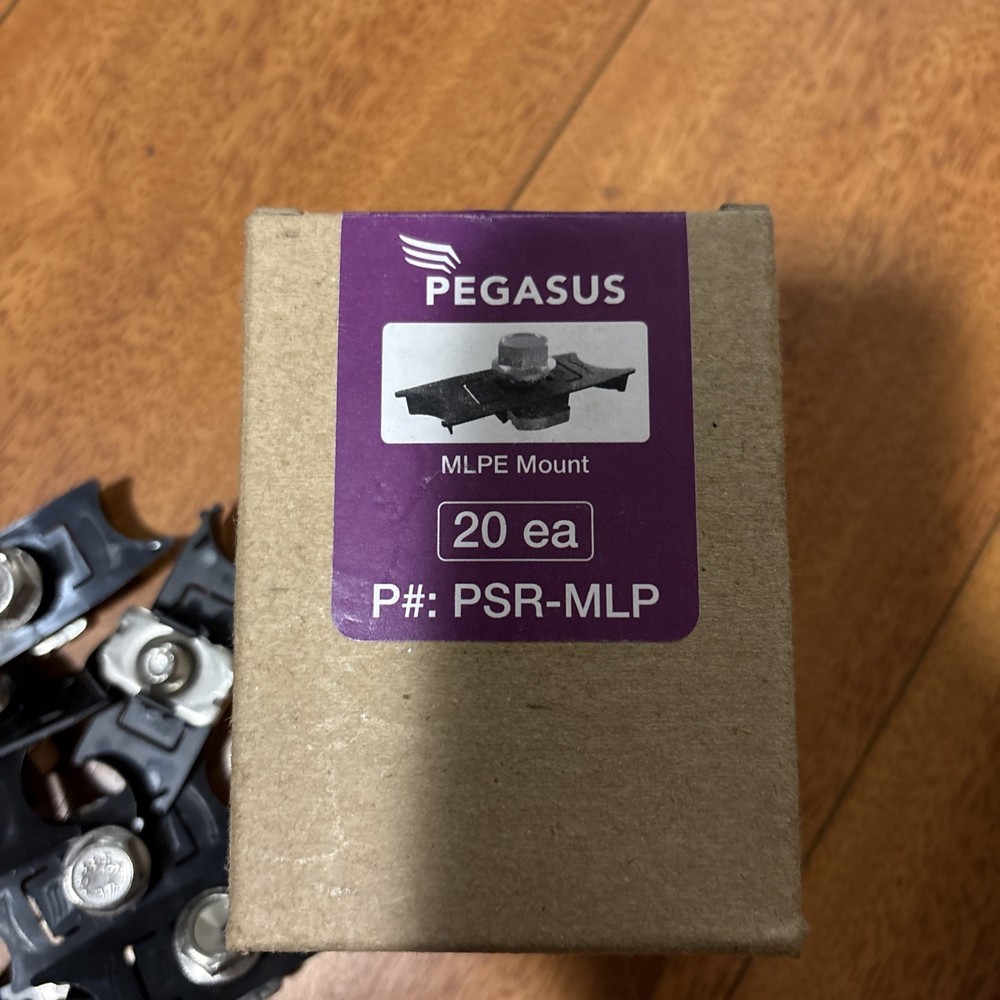 PEGASUS
MLPE Mount
20 ea
P#: PSR-MLP